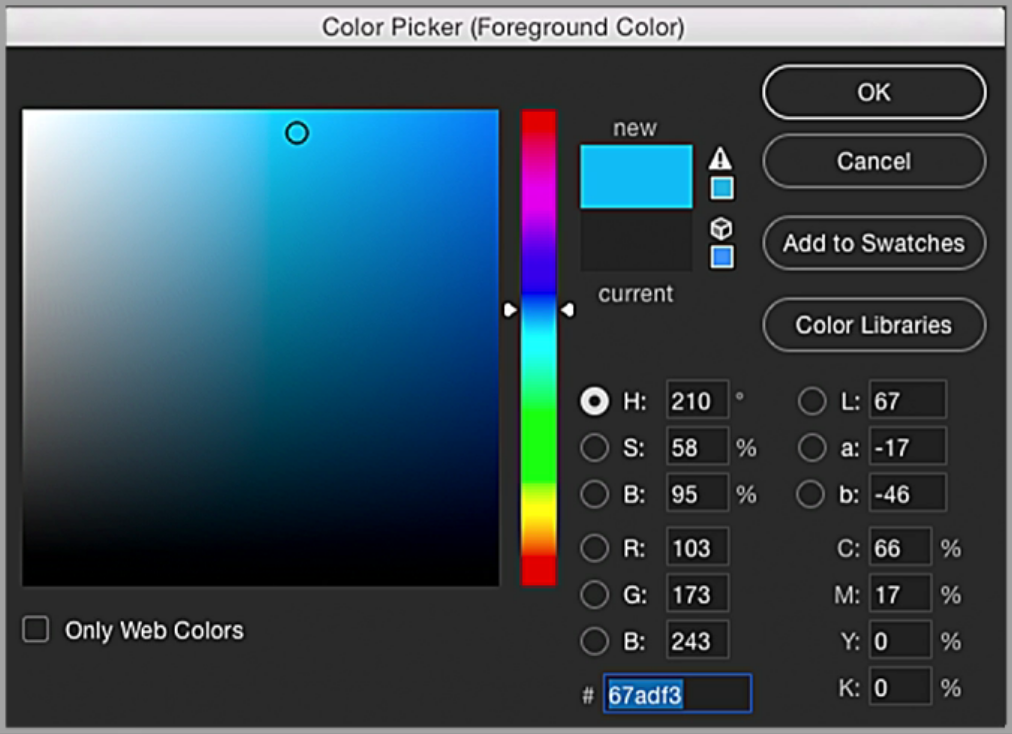 Color Picker (Foreground Color)
new
current
OK
Cancel
Add to Swatches
Color Libraries
H: 210 °
S: 58 %
B: 95 %
R: 103
G: 173
B: 243
# 67adf3
L: 67
a: -17
b: -46
C: 66 %
M: 17 %
Y: 0 %
K: 0 %
Only Web Colors